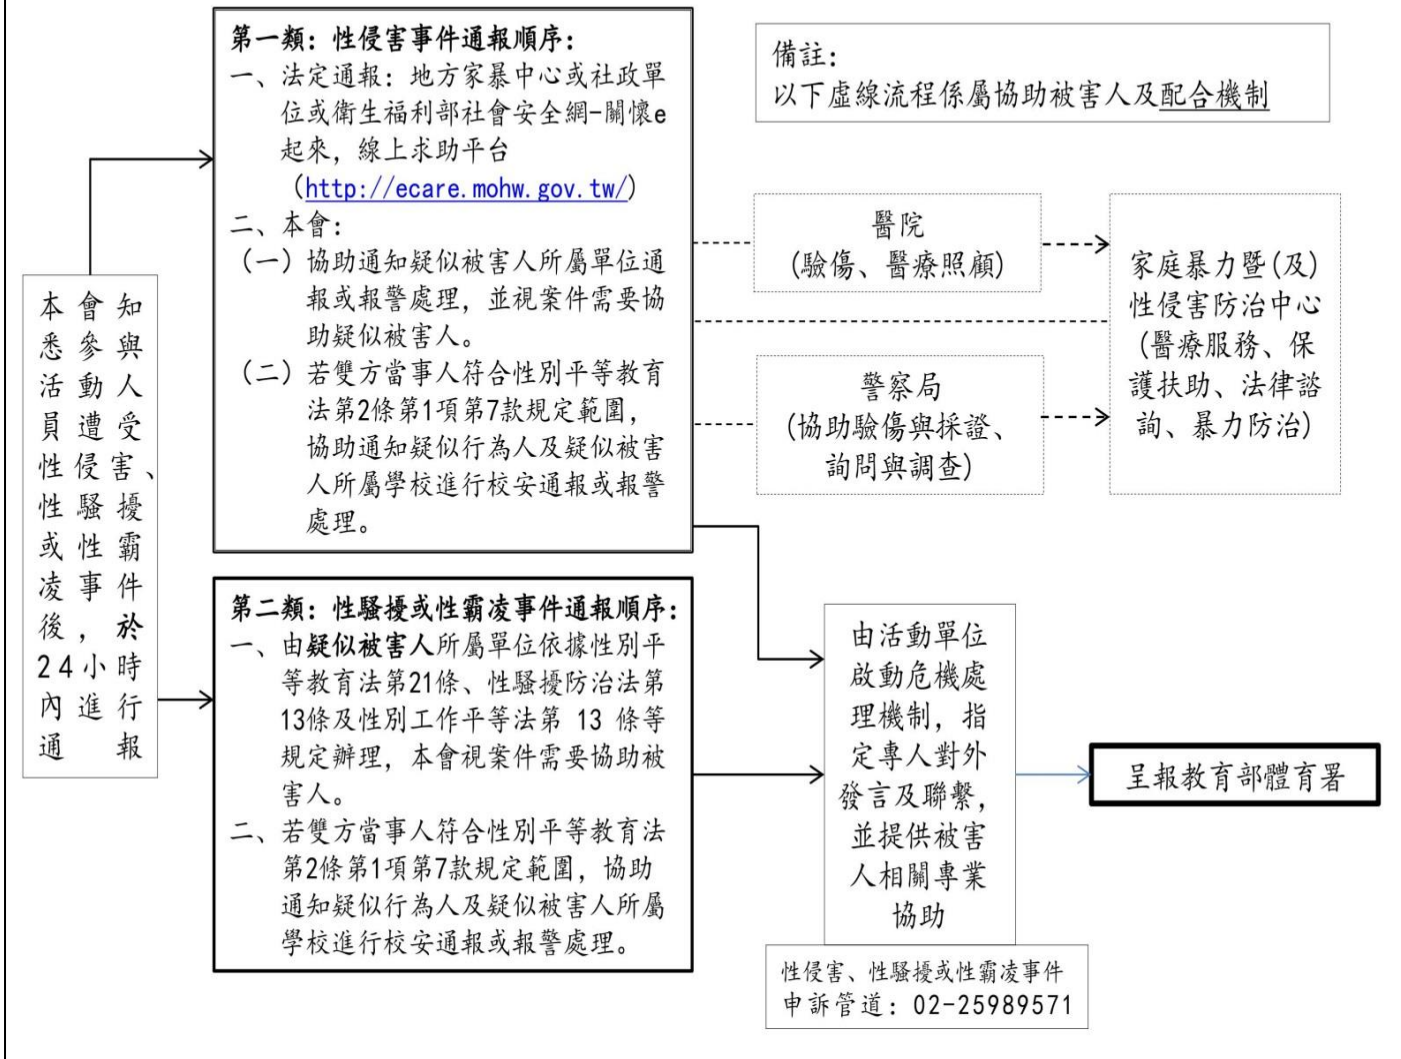 本會知
悉參與
活動人
員遭受
性侵害、
性騷擾
或性霸
凌事件
後，於
24小時
內進行
通報
第一類：性侵害事件通報順序：
一、法定通報：地方家暴中心或社政單
位或衛生福利部社會安全網-關懷e
起來，線上求助平台
（http://ecare.mohw.gov.tw/）
二、本會：
（一）協助通知疑似被害人所屬單位通
報或報警處理，並視案件需要協
助疑似被害人。
（二）若雙方當事人符合性別平等教育
法第2條第1項第7款規定範圍，
協助通知疑似行為人及疑似被害
人所屬學校進行校安通報或報警
處理。
第二類：性騷擾或性霸凌事件通報順序：
一、由疑似被害人所屬單位依據性別平
等教育法第21條、性騷擾防治法第
13條及性別工作平等法第 13 條等
規定辦理，本會視案件需要協助被
害人。
二、若雙方當事人符合性別平等教育法
第2條第1項第7款規定範圍，協助
通知疑似行為人及疑似被害人所屬
學校進行校安通報或報警處理。
備註：
以下虛線流程係屬協助被害人及配合機制
醫院
（驗傷、醫療照顧）
警察局
（協助驗傷與採證、
詢問與調查）
家庭暴力暨(及)
性侵害防治中心
（醫療服務、保
護扶助、法律諮
詢、暴力防治）
由活動單位
啟動危機處
理機制，指
定專人對外
發言及聯繫，
並提供被害
人相關專業
協助
性侵害、性騷擾或性霸凌事件
申訴管道：02-25989571
呈報教育部體育署